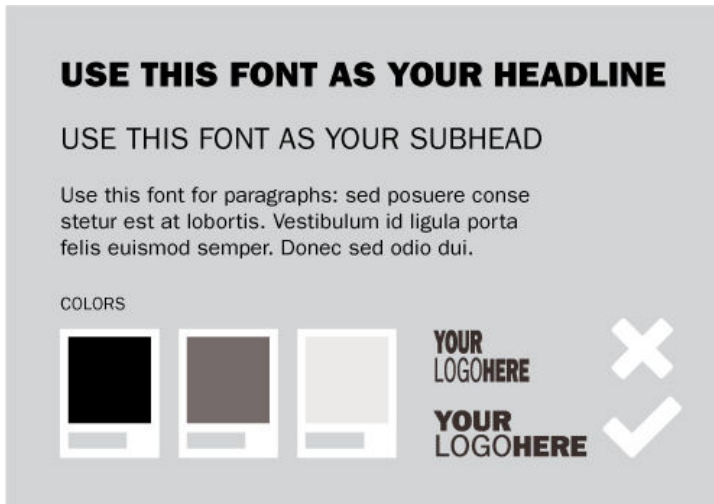 USE THIS FONT AS YOUR HEADLINE
USE THIS FONT AS YOUR SUBHEAD
Use this font for paragraphs: sed posuere conse
stetur est at lobortis. Vestibulum id ligula porta
felis euismod semper. Donec sed odio dui.
COLORS
YOUR
LOGOHERE
YOUR
LOGOHERE